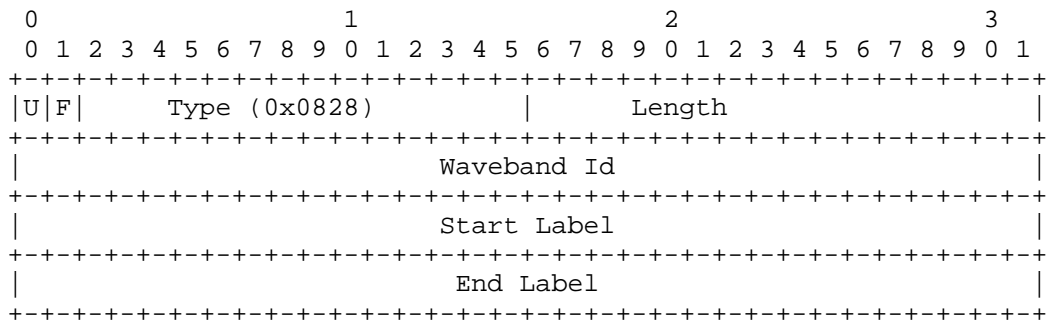 0                   1                   2                   3
 0 1 2 3 4 5 6 7 8 9 0 1 2 3 4 5 6 7 8 9 0 1 2 3 4 5 6 7 8 9 0 1
+-+-+-+-+-+-+-+-+-+-+-+-+-+-+-+-+-+-+-+-+-+-+-+-+-+-+-+-+-+-+-+-+
|U|F|     Type (0x0828)         |      Length                   |
+-+-+-+-+-+-+-+-+-+-+-+-+-+-+-+-+-+-+-+-+-+-+-+-+-+-+-+-+-+-+-+-+
|                          Waveband Id                          |
+-+-+-+-+-+-+-+-+-+-+-+-+-+-+-+-+-+-+-+-+-+-+-+-+-+-+-+-+-+-+-+-+
|                          Start Label                          |
+-+-+-+-+-+-+-+-+-+-+-+-+-+-+-+-+-+-+-+-+-+-+-+-+-+-+-+-+-+-+-+-+
|                           End Label                           |
+-+-+-+-+-+-+-+-+-+-+-+-+-+-+-+-+-+-+-+-+-+-+-+-+-+-+-+-+-+-+-+-+